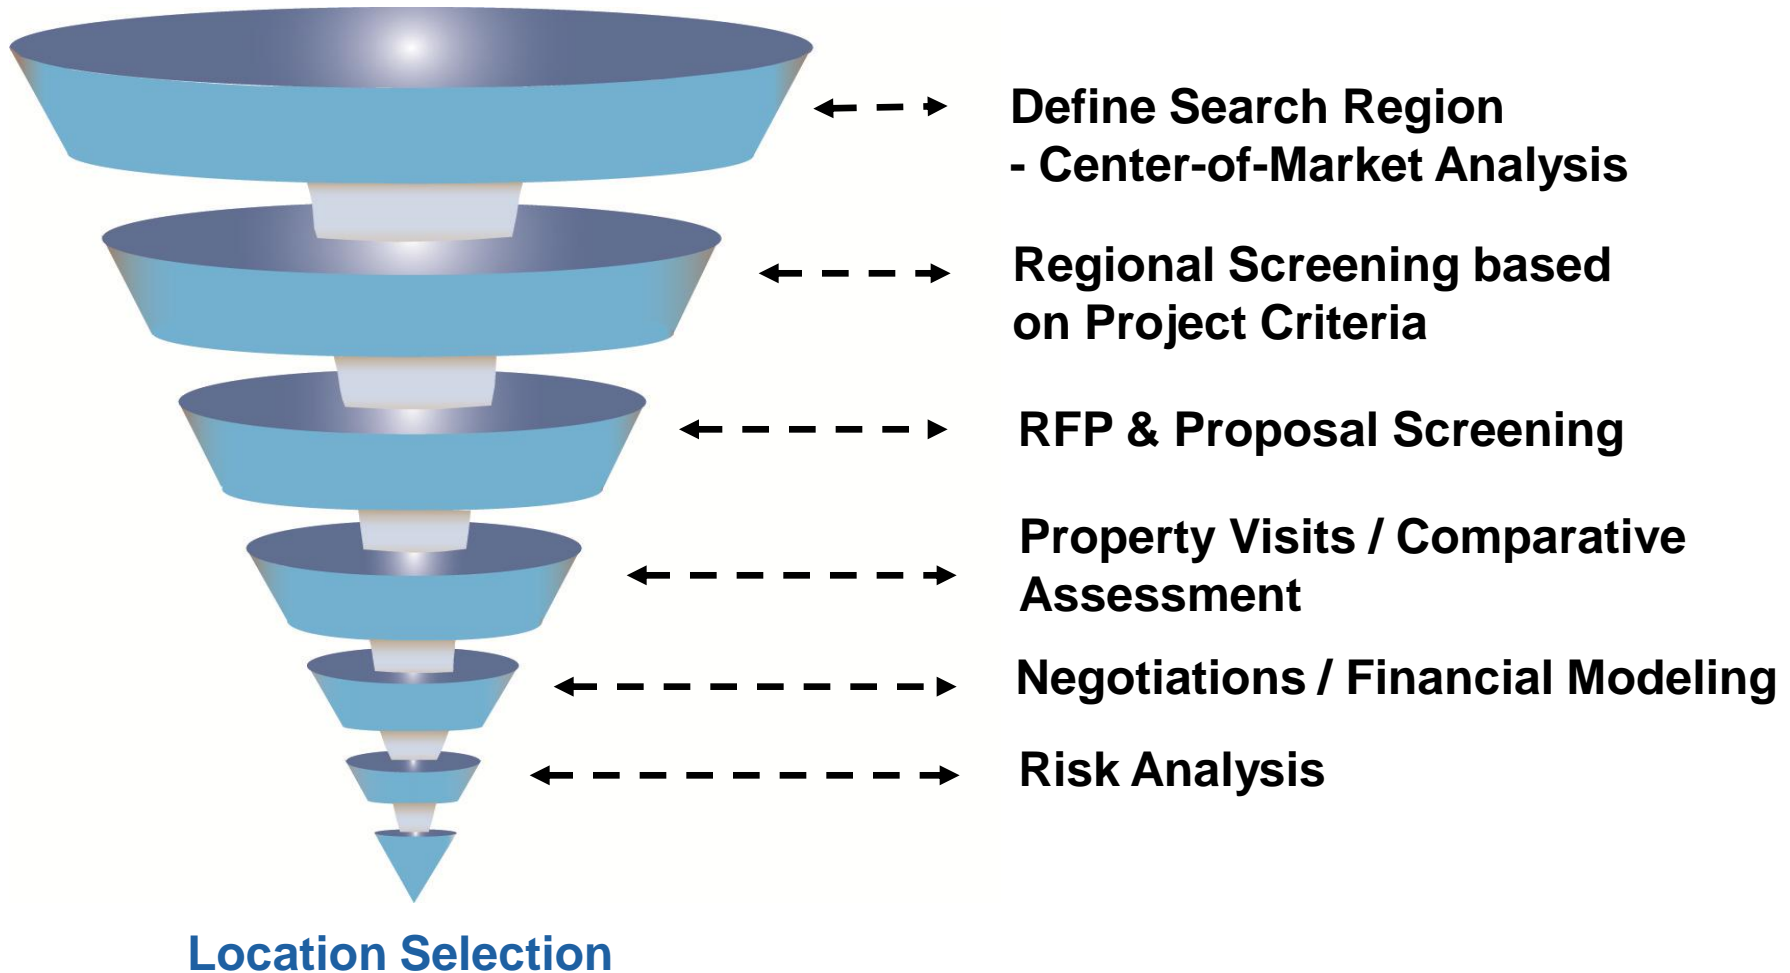 Define Search Region
- Center-of-Market Analysis
Regional Screening based
on Project Criteria
RFP & Proposal Screening
Property Visits / Comparative
Assessment
Negotiations / Financial Modeling
Risk Analysis
Location Selection